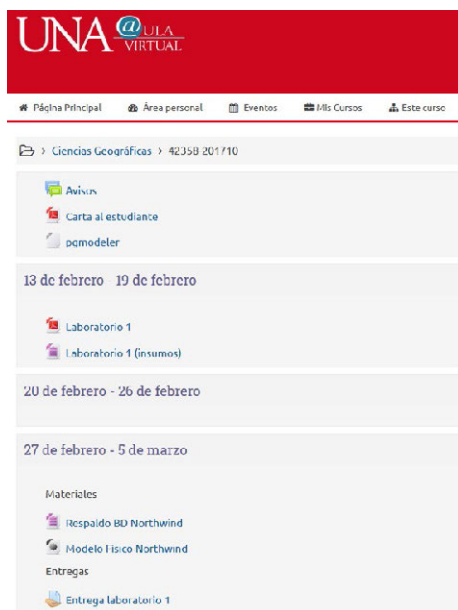 UNA @ULA
VIRTUAL
Página Principal Área personal Eventos Mis Cursos Este curso
> Ciencias Geográficas > 42358-201710
Avisos
Carta al estudiante
pgmodeler
13 de febrero - 19 de febrero
Laboratorio 1
Laboratorio 1 (insumos)
20 de febrero - 26 de febrero
27 de febrero - 5 de marzo
Materiales
Respaldo BD Northwind
Modelo Fisico Northwind
Entregas
Entrega laboratorio 1